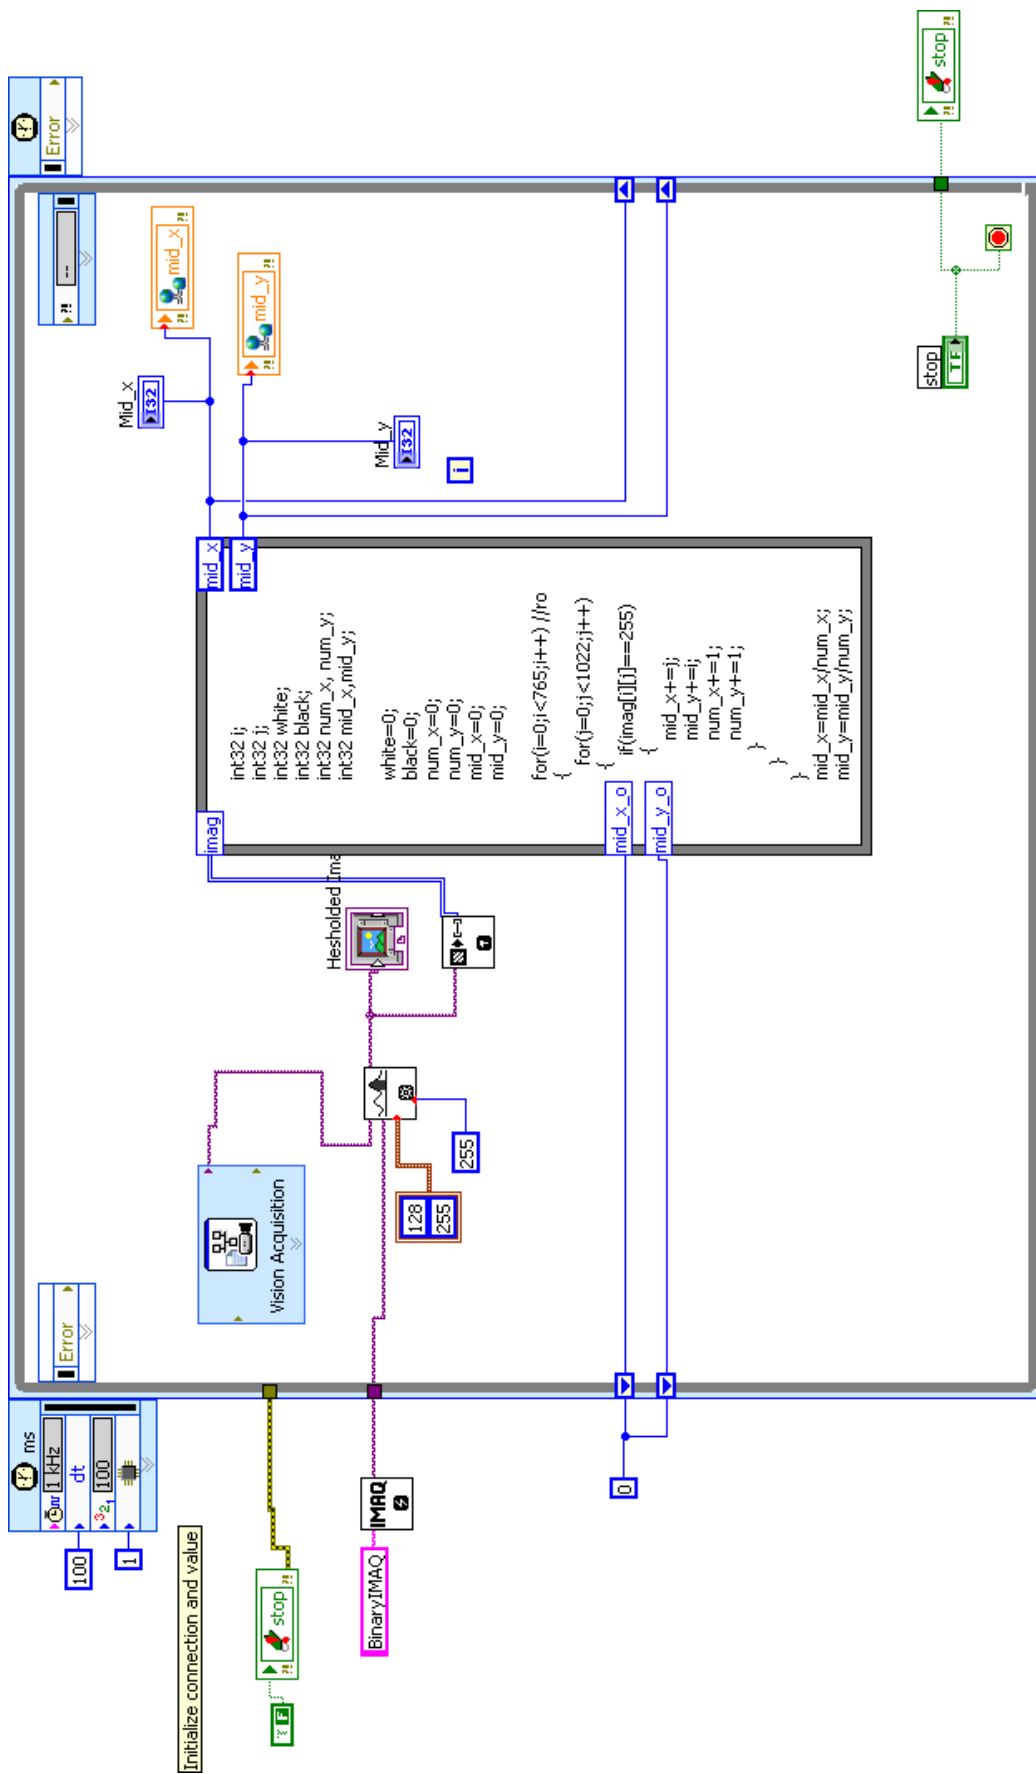 ms
1 kHz
dt
100
100
1
Error
Initialize connection and value
stop
F
BinaryIMAQ
IMAQ
0
Vision Acquisition
128
255
255
Hesholded Ima
imag
mid_x_o
mid_y_o
int32 i;
int32 j;
int32 white;
int32 black;
int32 num_x, num_y;
int32 mid_x,mid_y;
white=0;
black=0;
num_x=0;
num_y=0;
mid_x=0;
mid_y=0;
for(i=0;i<765;i++) //ro
{
for(j=0;j<1022;j++)
{
if(imag[i][j]==255)
{
mid_x+=j;
mid_y+=i;
num_x+=1;
num_y+=1;
}
}
}
mid_x=mid_x/num_x;
mid_y=mid_y/num_y;
mid_x
mid_y
Mid_x
I32
Mid_y
I32
i
mid_x
mid_y
--
Error
stop
TF
stop